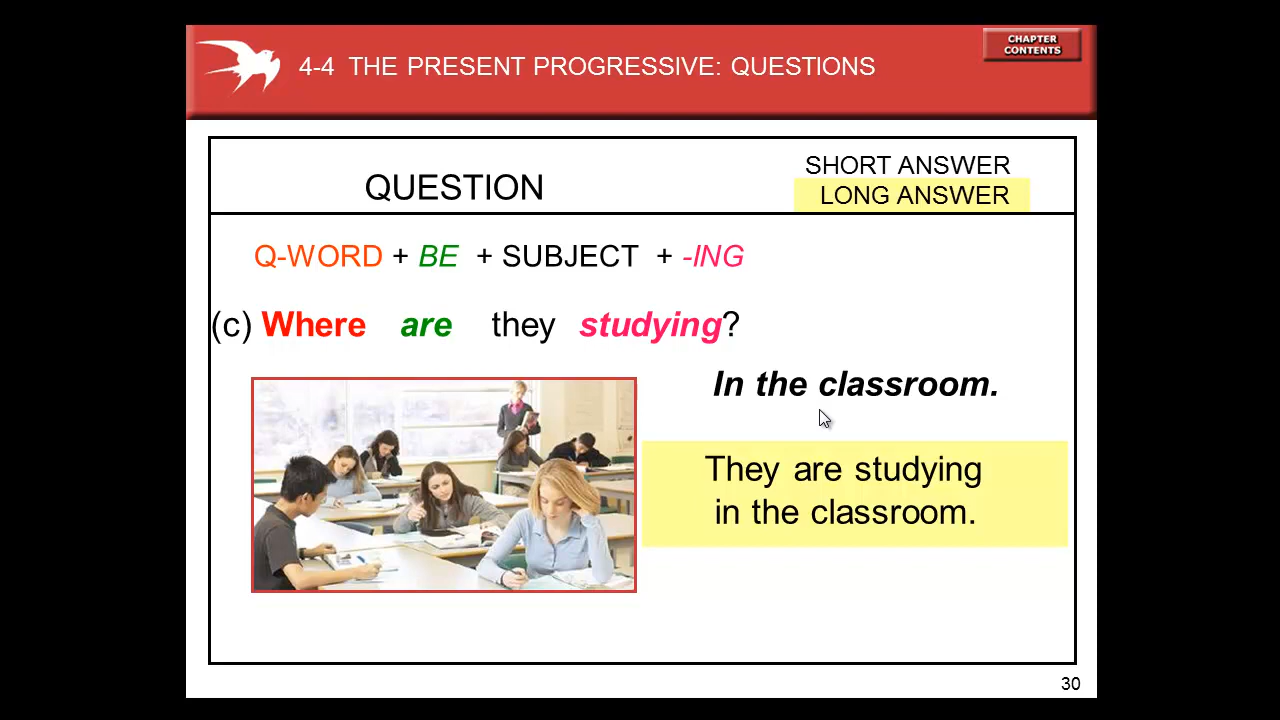 4-4 THE PRESENT PROGRESSIVE: QUESTIONS
CHAPTER
CONTENTS
QUESTION
SHORT ANSWER
LONG ANSWER
Q-WORD + BE + SUBJECT + -ING
(c) Where are they studying?
In the classroom.
They are studying
in the classroom.
30